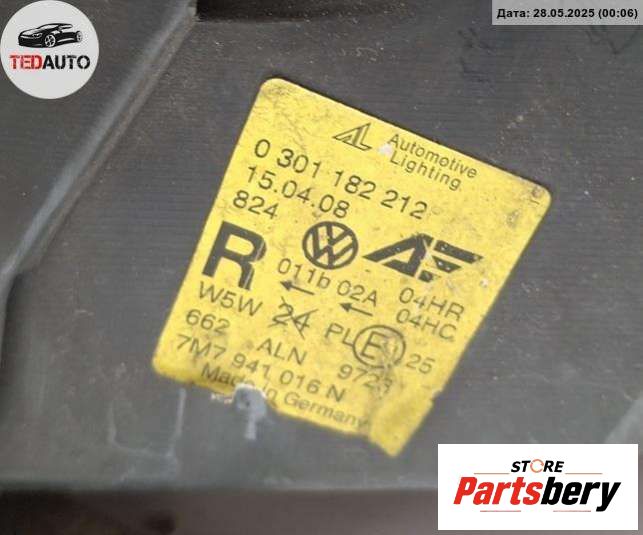 Дата: 28.05.2025 (00:06)
TEDAUTO
AL Automotive
Lighting
0 301 182 212
15.04.08
824
R
011b 02A 04HR
04HC
W5W 24 PL E 25
662 ALN
7M7 941 016 N
Made in Germany
STORE
Partsbery